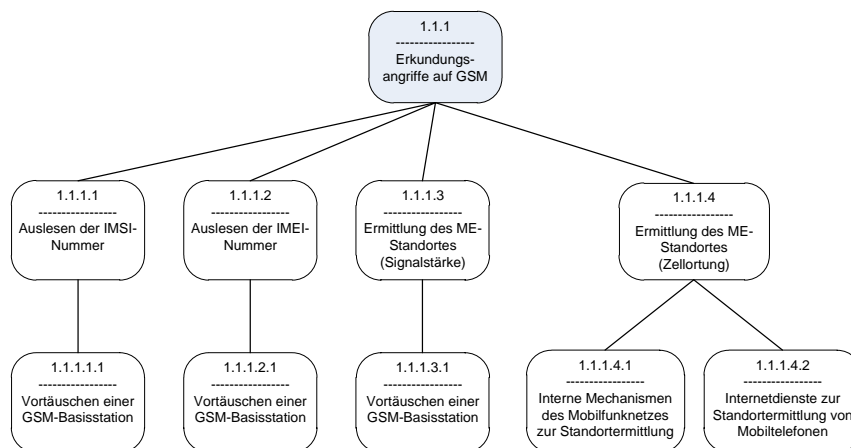 1.1.1
-----------------
Erkundungs-
angriffe auf GSM
1.1.1.1
-----------------
Auslesen der IMSI-
Nummer
1.1.1.2
-----------------
Auslesen der IMEI-
Nummer
1.1.1.3
-----------------
Ermittlung des ME-
Standortes
(Signalstärke)
1.1.1.4
-----------------
Ermittlung des ME-
Standortes
(Zellortung)
1.1.1.1.1
-----------------
Vortäuschen einer
GSM-Basisstation
1.1.1.2.1
-----------------
Vortäuschen einer
GSM-Basisstation
1.1.1.3.1
-----------------
Vortäuschen einer
GSM-Basisstation
1.1.1.4.1
-----------------
Interne Mechanismen
des Mobilfunknetzes
zur Standortermittlung
1.1.1.4.2
-----------------
Internetdienste zur
Standortermittlung von
Mobiltelefonen